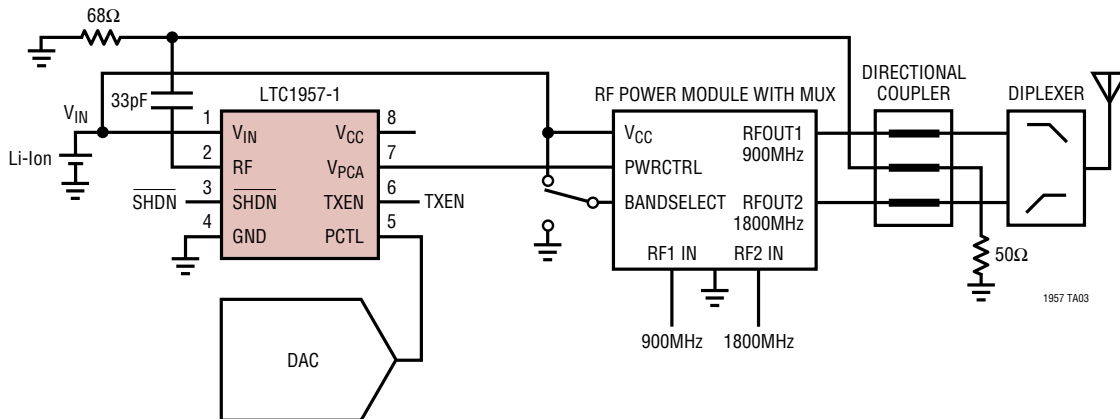 68Ω
33pF
V_IN
Li-Ion
LTC1957-1
1
2
3
4
V_IN
RF
S̅H̅D̅N̅
GND
V_CC
V_PCA
TXEN
PCTL
8
7
6
5
S̅H̅D̅N̅
TXEN
DAC
RF POWER MODULE WITH MUX
V_CC
PWRCTRL
BANDSELECT
RFOUT1
900MHz
RFOUT2
1800MHz
RF1 IN
RF2 IN
900MHz
1800MHz
DIRECTIONAL
COUPLER
DIPLEXER
50Ω
1957 TA03